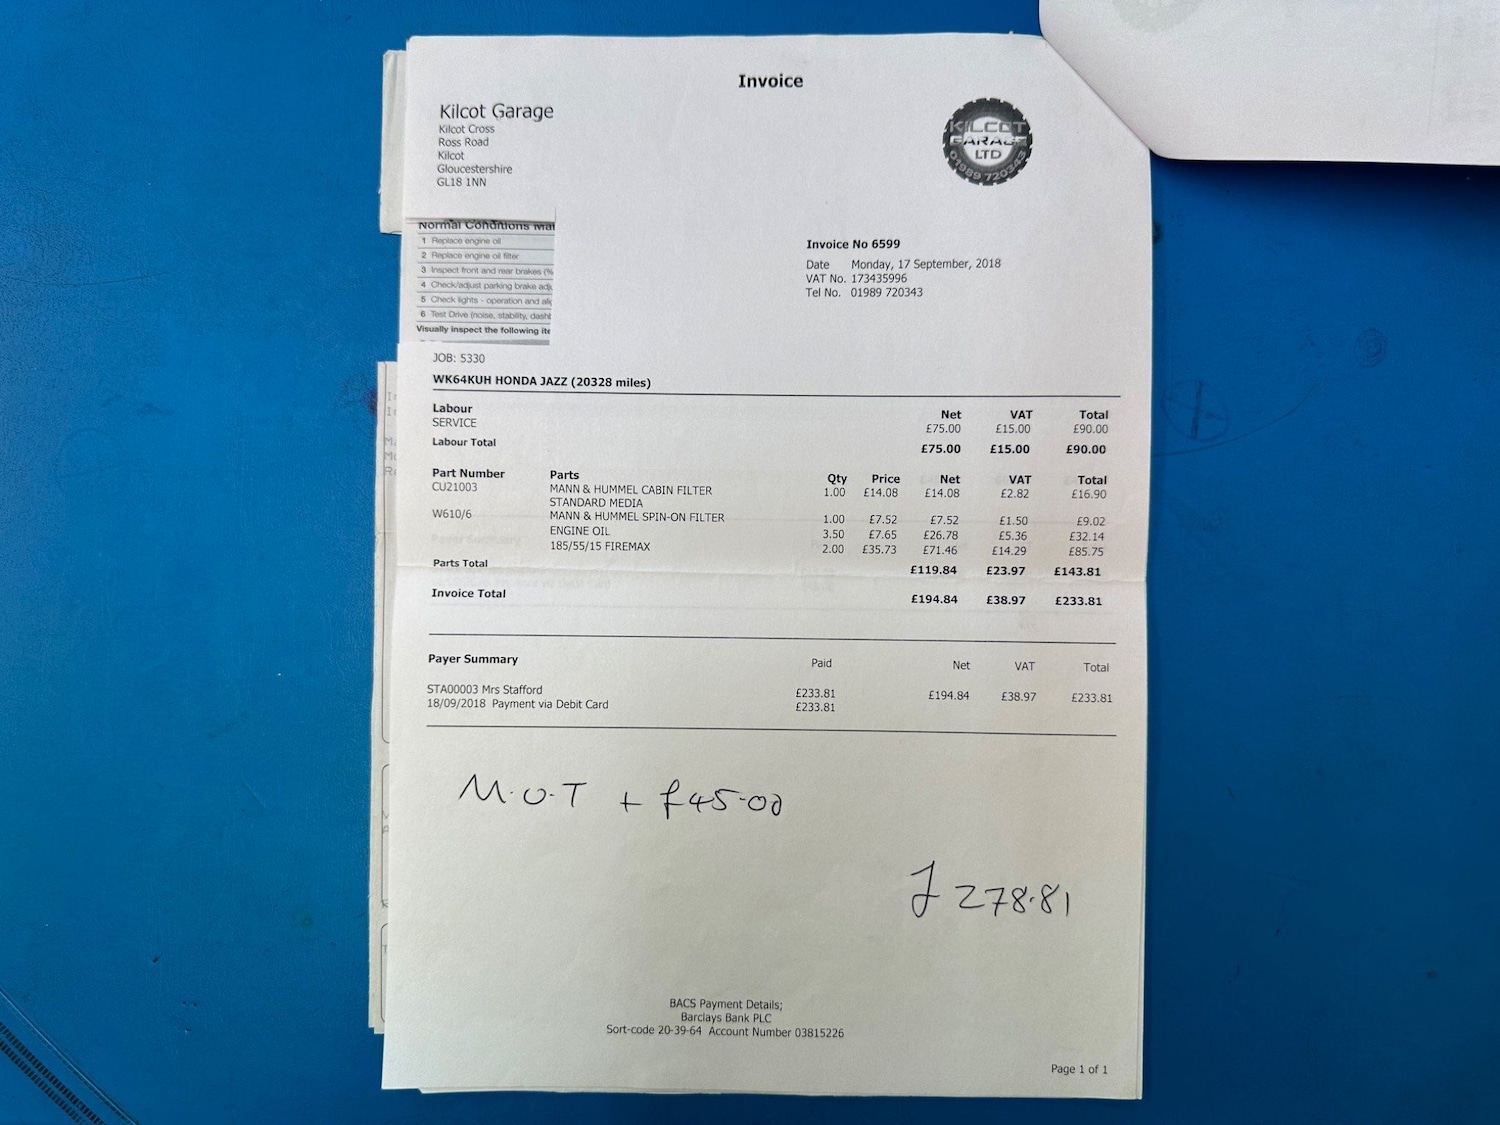 Invoice
Kilcot Garage
Kilcot Cross
Ross Road
Kilcot
Gloucestershire
GL18 1NN
KILCOT
GARAGE
LTD
01989 720343
Normal Conditions Mai
1 Replace engine oil
2 Replace engine oil filter
3 Inspect front and rear brakes (%
4 Check/adjust parking brake adj
5 Check lights - operation and ali
6 Test Drive (noise, stability, dash
Visually inspect the following ite
Invoice No 6599
Date Monday, 17 September, 2018
VAT No. 173435996
Tel No. 01989 720343
JOB: 5330
WK64KUH HONDA JAZZ (20328 miles)
Labour Net VAT Total
SERVICE £75.00 £15.00 £90.00
Labour Total £75.00 £15.00 £90.00
Part Number Parts Qty Price Net VAT Total
CU21003 MANN & HUMMEL CABIN FILTER 1.00 £14.08 £14.08 £2.82 £16.90
STANDARD MEDIA
W610/6 MANN & HUMMEL SPIN-ON FILTER 1.00 £7.52 £7.52 £1.50 £9.02
ENGINE OIL 3.50 £7.65 £26.78 £5.36 £32.14
185/55/15 FIREMAX 2.00 £35.73 £71.46 £14.29 £85.75
Parts Total £119.84 £23.97 £143.81
Invoice Total £194.84 £38.97 £233.81
Payer Summary Paid Net VAT Total
STA00003 Mrs Stafford £233.81 £194.84 £38.97 £233.81
18/09/2018 Payment via Debit Card £233.81
M.O.T + £45.00
£278.81
BACS Payment Details;
Barclays Bank PLC
Sort-code 20-39-64 Account Number 03815226
Page 1 of 1